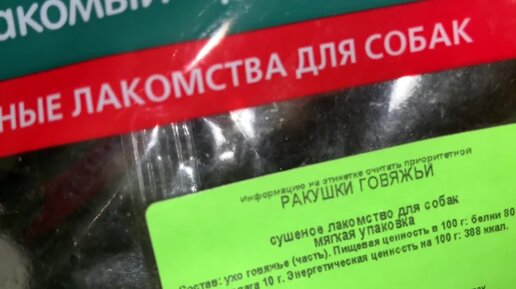 акомый
НЫЕ ЛАКОМСТВА ДЛЯ СОБАК
Информацию на этикетке считать приоритетной
РАКУШКИ ГОВЯЖЬИ
сушеное лакомство для собак
мягкая упаковка
Состав: ухо говяжье (часть). Пищевая ценность в 100 г: белки 80
ага 10 г. Энергетическая ценность на 100 г: 388 ккал.